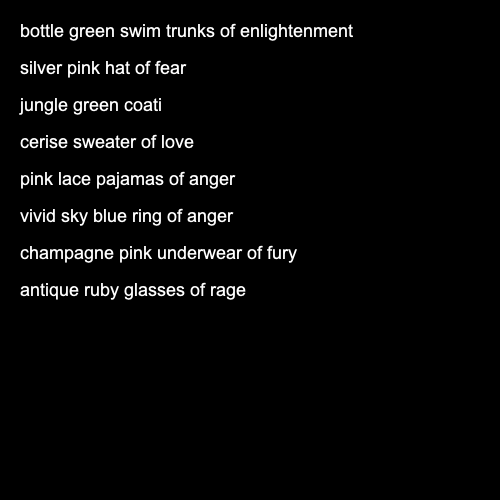 bottle green swim trunks of enlightenment
silver pink hat of fear
jungle green coati
cerise sweater of love
pink lace pajamas of anger
vivid sky blue ring of anger
champagne pink underwear of fury
antique ruby glasses of rage